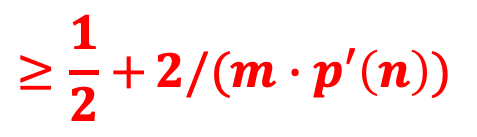 ≥ 1/2 + 2/(m · p′(n))